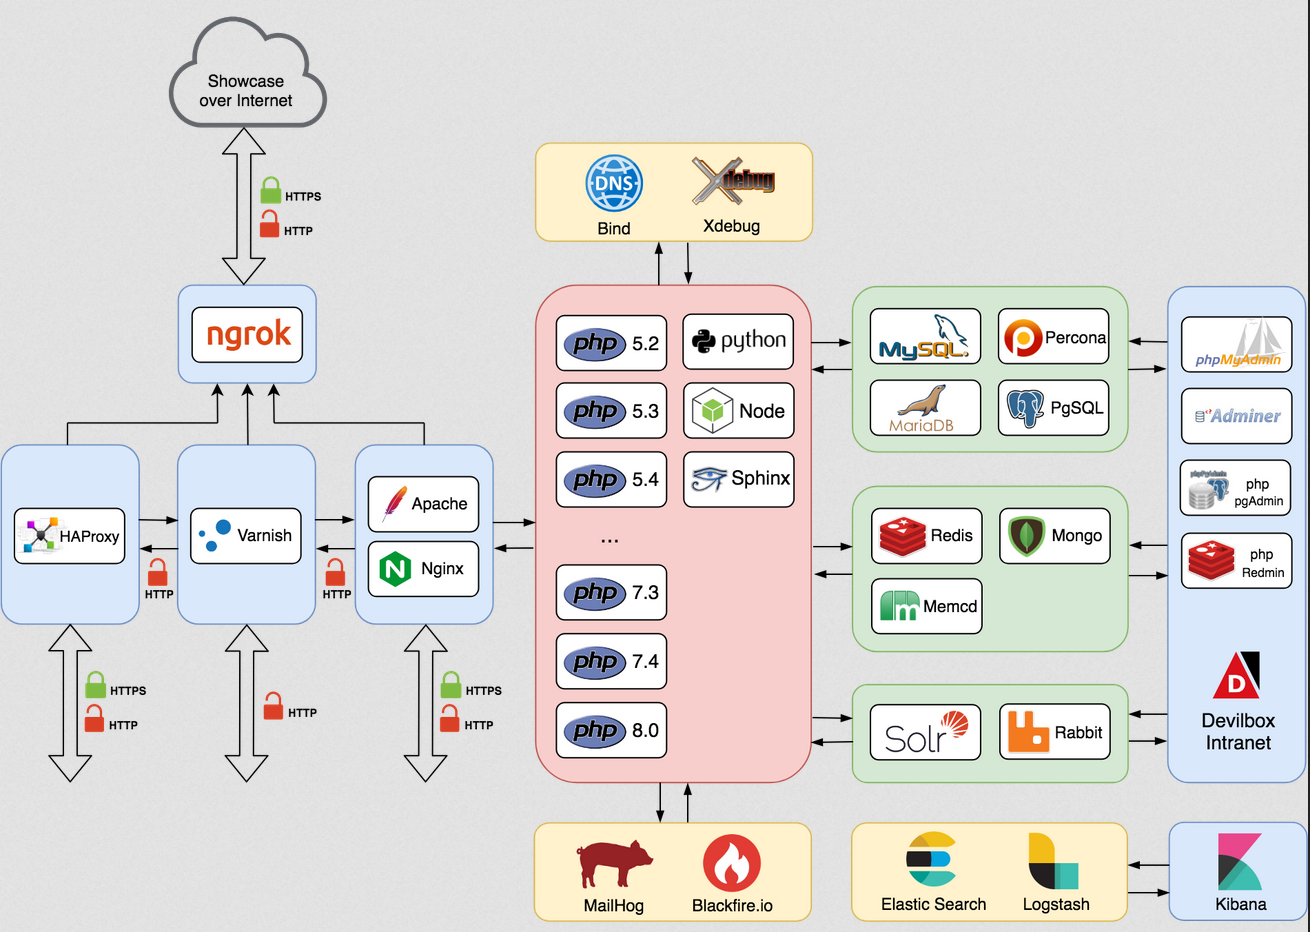 Showcase
over Internet
HTTPS
HTTP
ngrok
HAProxy
Varnish
Apache
Nginx
HTTP
HTTP
HTTPS
HTTP
HTTP
HTTPS
HTTP
DNS
Bind
Xdebug
Xdebug
php 5.2
python
php 5.3
Node
php 5.4
Sphinx
...
php 7.3
php 7.4
php 8.0
MailHog
Blackfire.io
MySQL
Percona
MariaDB
PgSQL
Redis
Mongo
Memcd
Solr
Rabbit
phpMyAdmin
Adminer
phpPgAdmin
php
pgAdmin
php
Redmin
D
Devilbox
Intranet
Elastic Search
Logstash
Kibana